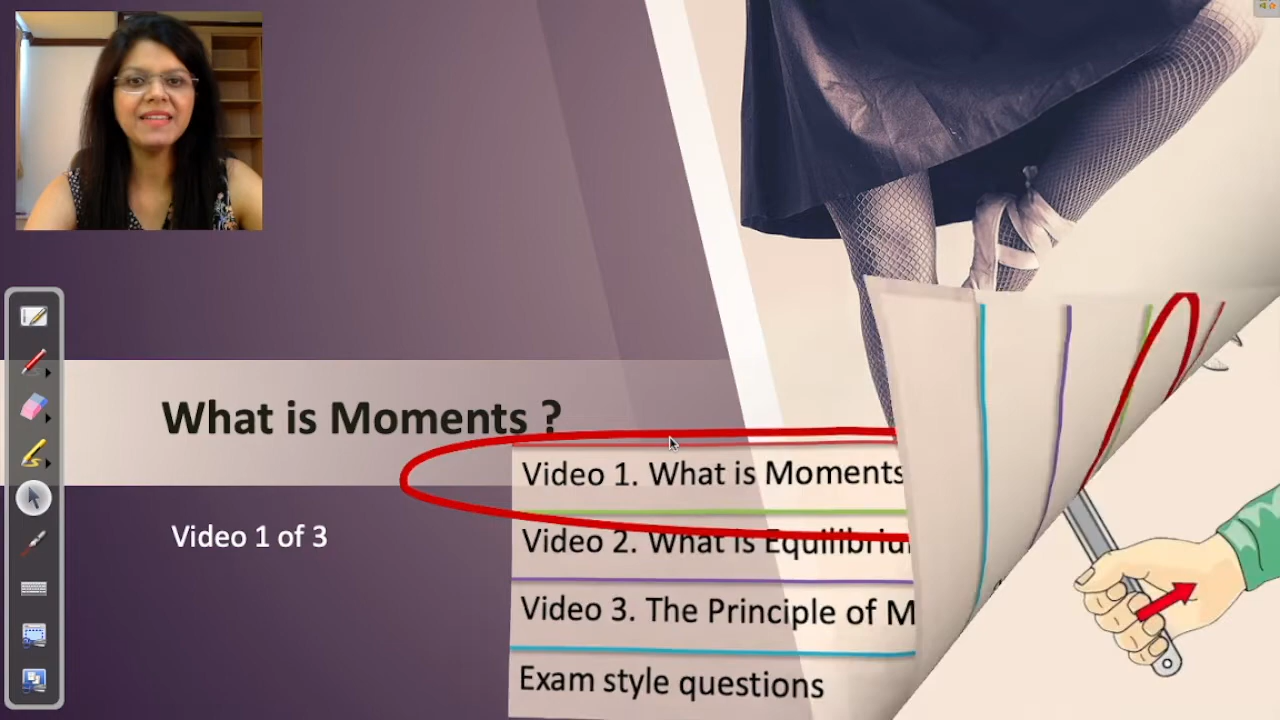 What is Moments ?
Video 1 of 3
Video 1. What is Moments
Video 2. What is
Video 3. The Principle of
Exam style questions